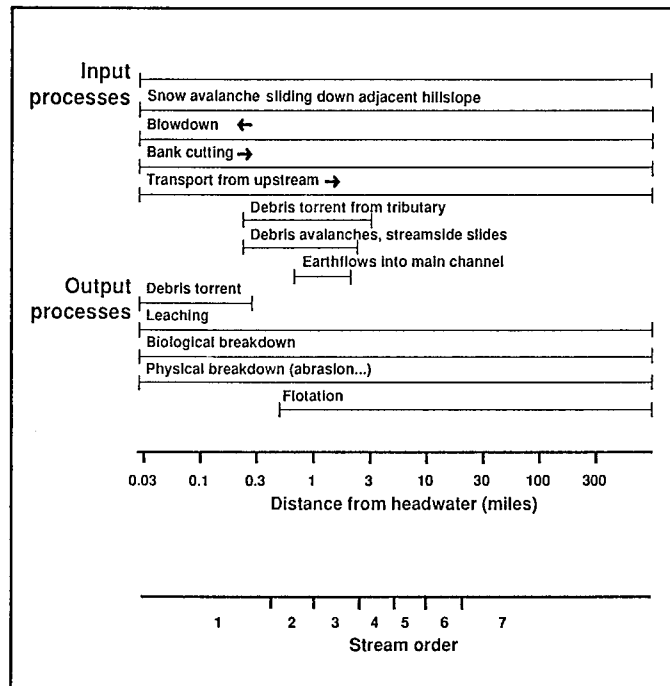 Input
processes
Snow avalanche sliding down adjacent hillslope
Blowdown ←
Bank cutting →
Transport from upstream →
Debris torrent from tributary
Debris avalanches, streamside slides
Earthflows into main channel
Output
processes
Debris torrent
Leaching
Biological breakdown
Physical breakdown (abrasion...)
Flotation
0.03 0.1 0.3 1 3 10 30 100 300
Distance from headwater (miles)
1 2 3 4 5 6 7
Stream order